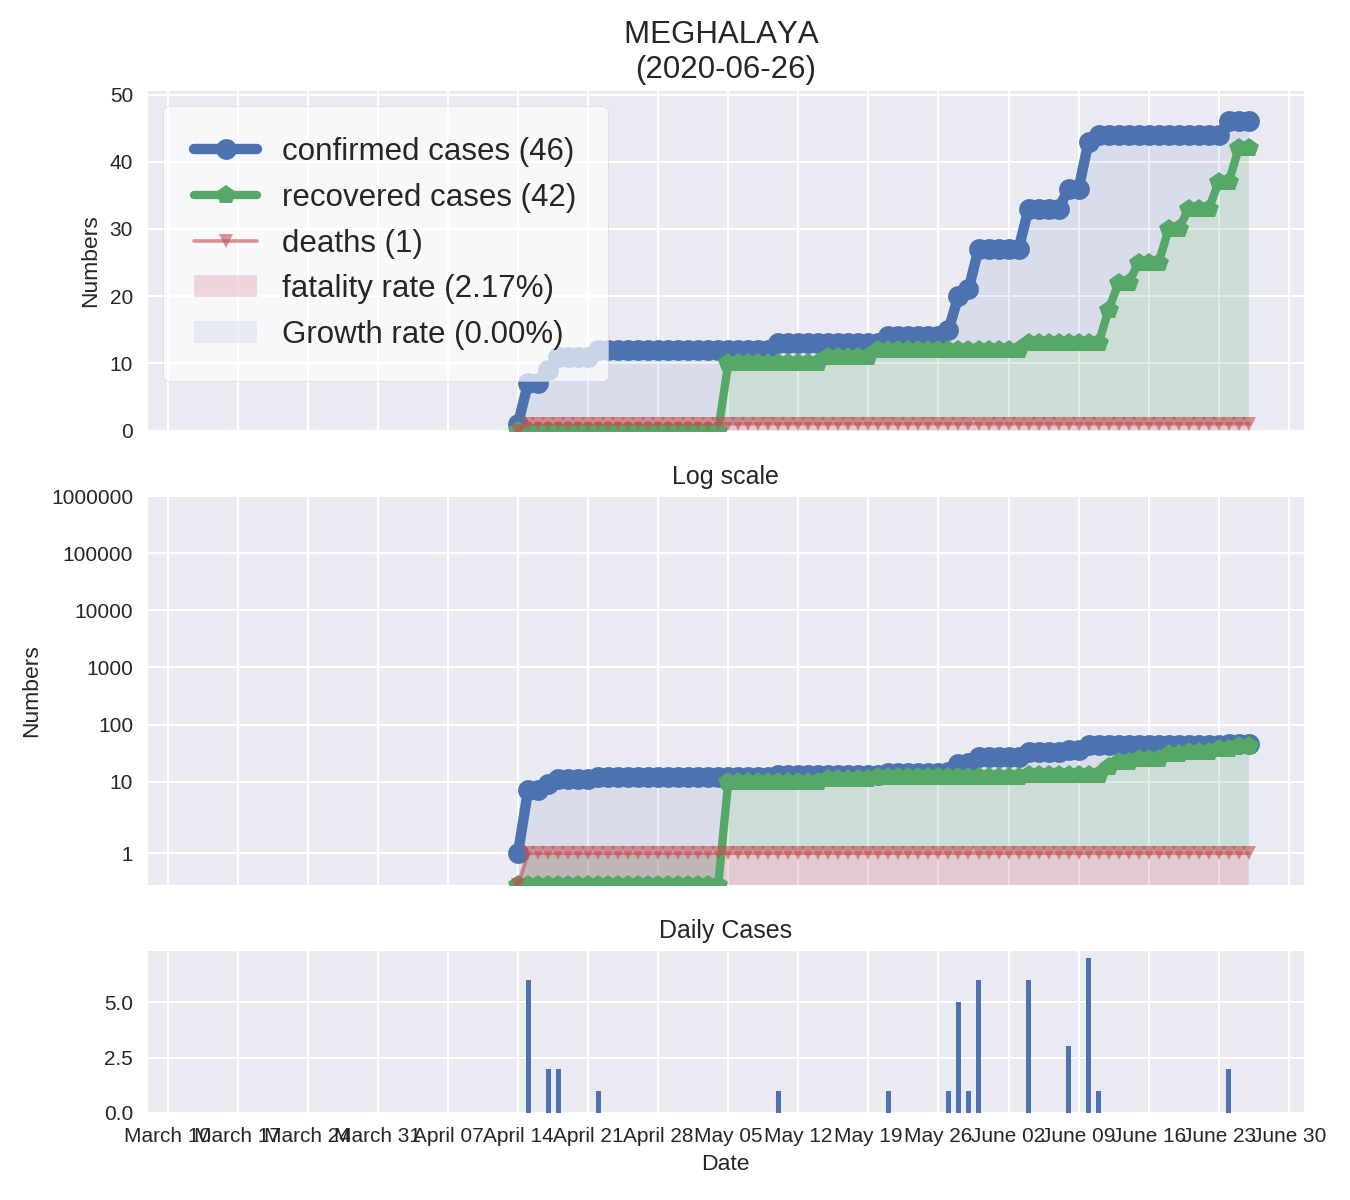 MEGHALAYA
(2020-06-26)
Numbers
50
40
30
20
10
0
confirmed cases (46)
recovered cases (42)
deaths (1)
fatality rate (2.17%)
Growth rate (0.00%)
Log scale
Numbers
1000000
100000
10000
1000
100
10
1
Daily Cases
5.0
2.5
0.0
March 10 March 17 March 24 March 31 April 07 April 14 April 21 April 28 May 05 May 12 May 19 May 26 June 02 June 09 June 16 June 23 June 30
Date